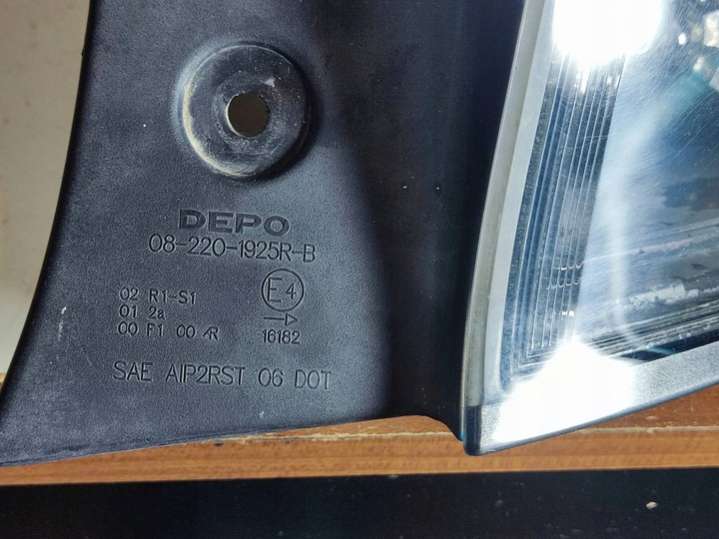 DEPO
08-220-1925R-B
02 R1-S1
01 2a
00 F1 00 AR
E4
16182
SAE AIP2RST 06 DOT